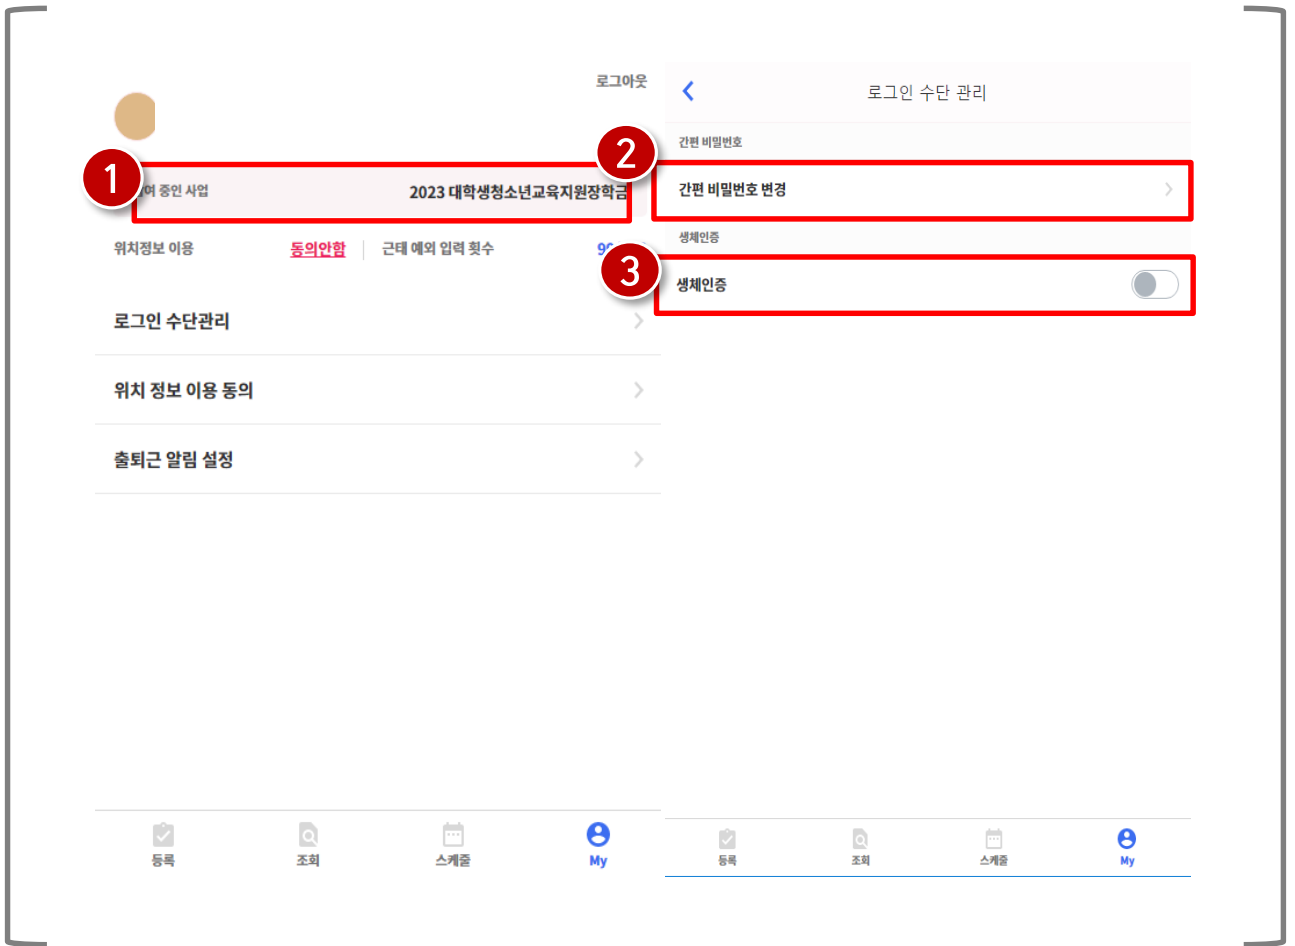 로그아웃
1
여 중인 사업 2023 대학생청소년교육지원장학금
위치정보 이용 동의안함 근태 예외 입력 횟수
로그인 수단관리
위치 정보 이용 동의
출퇴근 알림 설정
등록 조회 스케줄 My
로그인 수단 관리
간편 비밀번호
2
간편 비밀번호 변경
생체인증
3
생체인증
등록 조회 스케줄 My